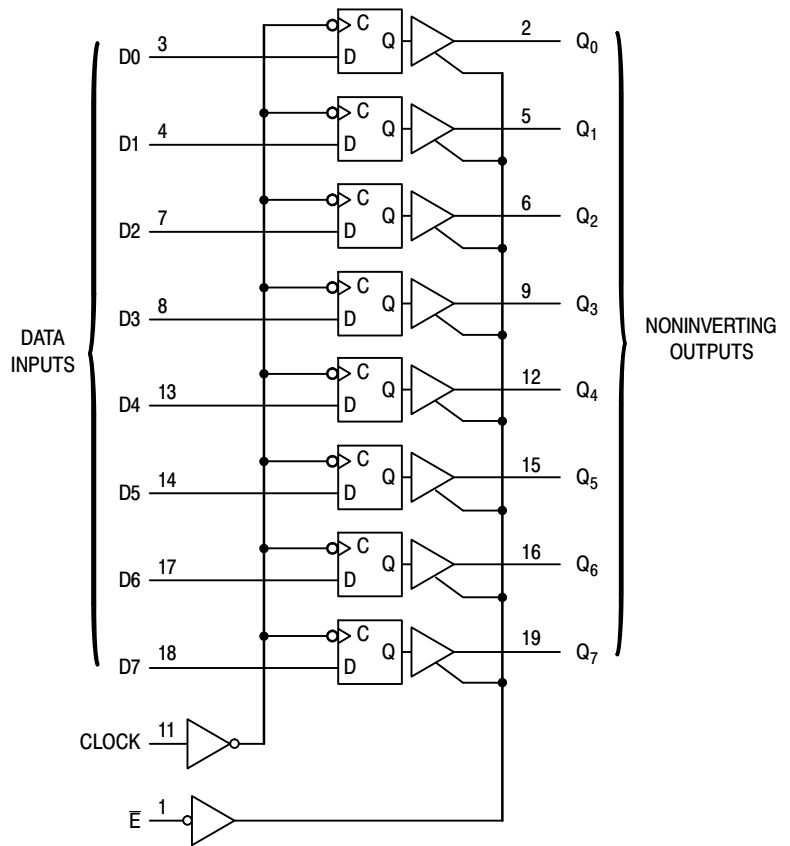 C
Q
D
2
Q0
D0
3
C
Q
D
5
Q1
D1
4
C
Q
D
6
Q2
D2
7
C
Q
D
9
Q3
D3
8
DATA
INPUTS
NONINVERTING
OUTPUTS
C
Q
D
12
Q4
D4
13
C
Q
D
15
Q5
D5
14
C
Q
D
16
Q6
D6
17
C
Q
D
19
Q7
D7
18
CLOCK
11
E̅
1